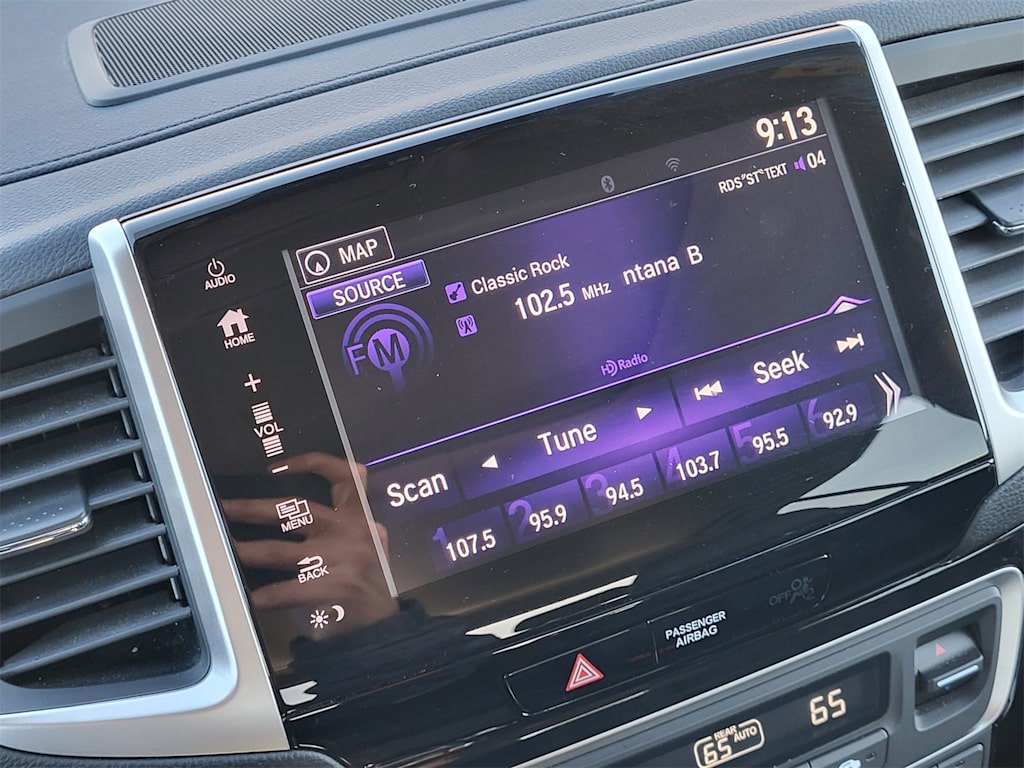 9:13
RDS "ST" TEXT 04
MAP
AUDIO
SOURCE
Classic Rock
102.5 MHz ntana B
FM
HOME
HD Radio
+
VOL
-
Scan Tune Seek
1 107.5 2 95.9 3 94.5 4 103.7 5 95.5 6 92.9
MENU
BACK
OFF
PASSENGER
AIRBAG
65
REAR
65 AUTO